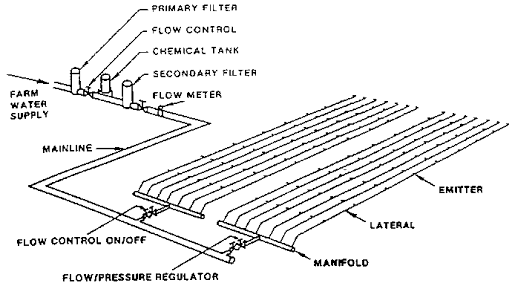 PRIMARY FILTER
FLOW CONTROL
CHEMICAL TANK
SECONDARY FILTER
FLOW METER
FARM
WATER
SUPPLY
MAINLINE
EMITTER
LATERAL
FLOW CONTROL ON/OFF
MANIFOLD
FLOW/PRESSURE REGULATOR